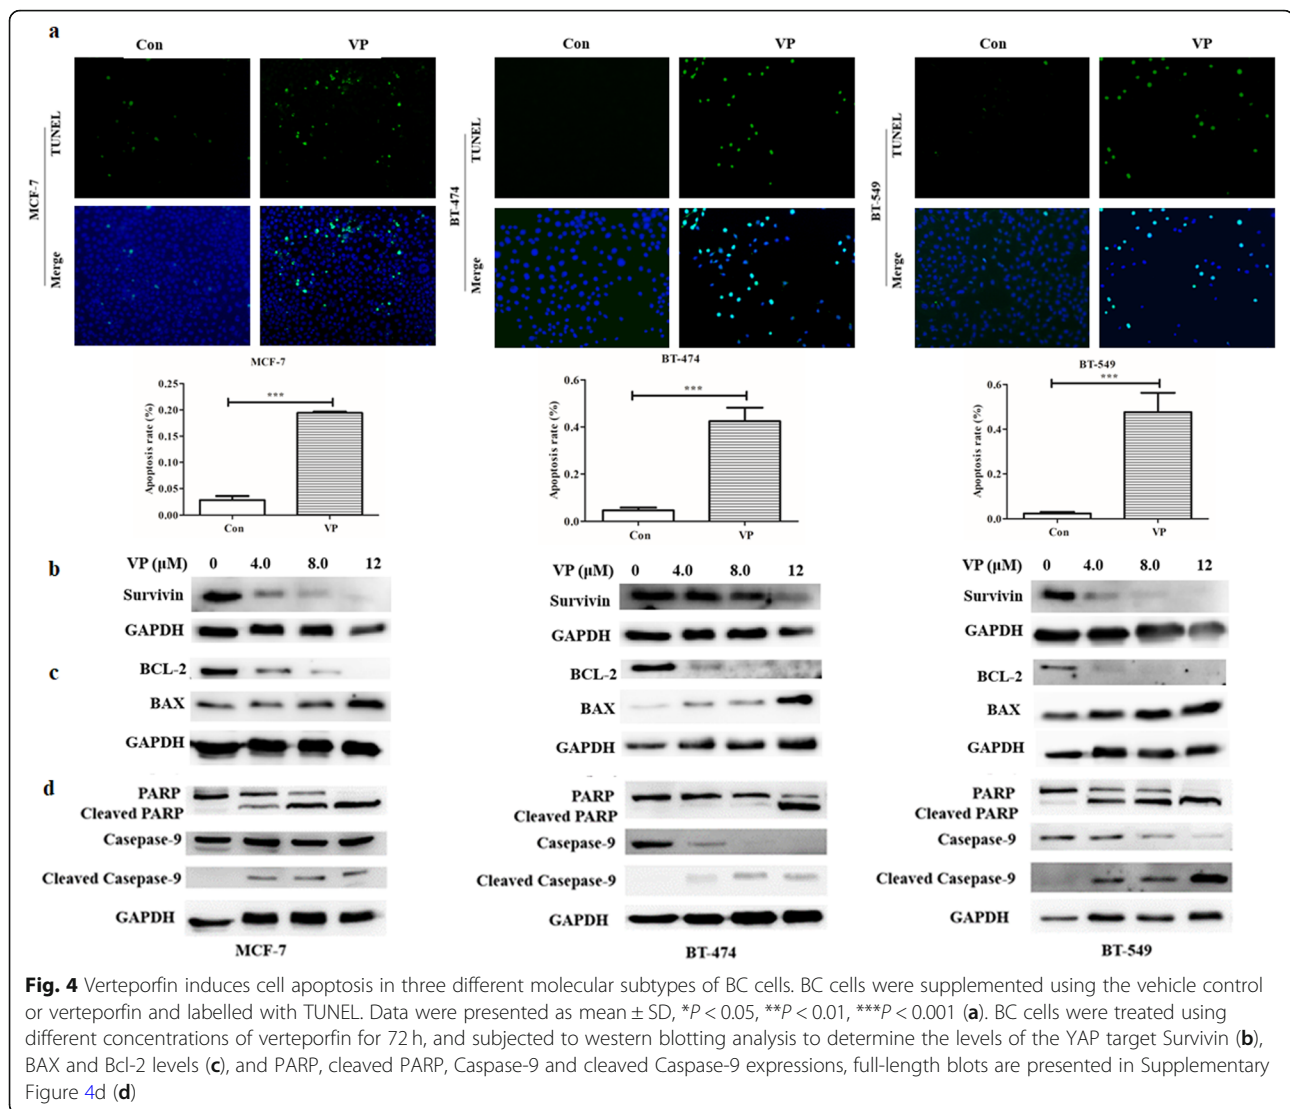 a
Con VP Con VP Con VP
MCF-7 TUNEL BT-474 TUNEL BT-549 TUNEL
Merge Merge Merge
MCF-7
Apoptosis rate (%)
0.25
0.20
0.15
0.10
0.05
0.00
***
Con VP
BT-474
Apoptosis rate (%)
0.6
0.4
0.2
0.0
***
Con VP
BT-549
Apoptosis rate (%)
0.6
0.4
0.2
0.0
***
Con VP
b
VP (μM) 0 4.0 8.0 12 VP (μM) 0 4.0 8.0 12 VP (μM) 0 4.0 8.0 12
Survivin Survivin Survivin
GAPDH GAPDH GAPDH
c
BCL-2 BCL-2 BCL-2
BAX BAX BAX
GAPDH GAPDH GAPDH
d
PARP PARP PARP
Cleaved PARP Cleaved PARP Cleaved PARP
Casepase-9 Casepase-9 Casepase-9
Cleaved Casepase-9 Cleaved Casepase-9 Cleaved Casepase-9
GAPDH GAPDH GAPDH
MCF-7 BT-474 BT-549
Fig. 4 Verteporfin induces cell apoptosis in three different molecular subtypes of BC cells. BC cells were supplemented using the vehicle control
or verteporfin and labelled with TUNEL. Data were presented as mean ± SD, *P < 0.05, **P < 0.01, ***P < 0.001 (a). BC cells were treated using
different concentrations of verteporfin for 72 h, and subjected to western blotting analysis to determine the levels of the YAP target Survivin (b),
BAX and Bcl-2 levels (c), and PARP, cleaved PARP, Caspase-9 and cleaved Caspase-9 expressions, full-length blots are presented in Supplementary
Figure 4d (d)